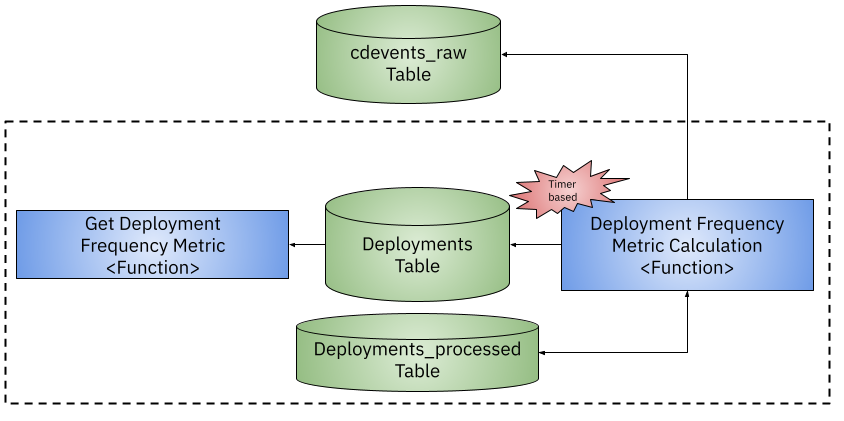 cdevents_raw
Table
Timer
based
Get Deployment
Frequency Metric
<Function>
Deployments
Table
Deployment Frequency
Metric Calculation
<Function>
Deployments_processed
Table